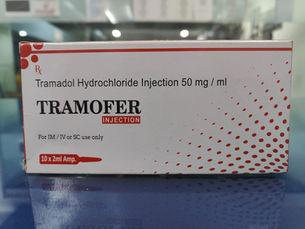 Rx
Tramadol Hydrochloride Injection 50 mg / ml
TRAMOFER
INJECTION
For IM / IV or SC use only
10 x 2ml Amp.